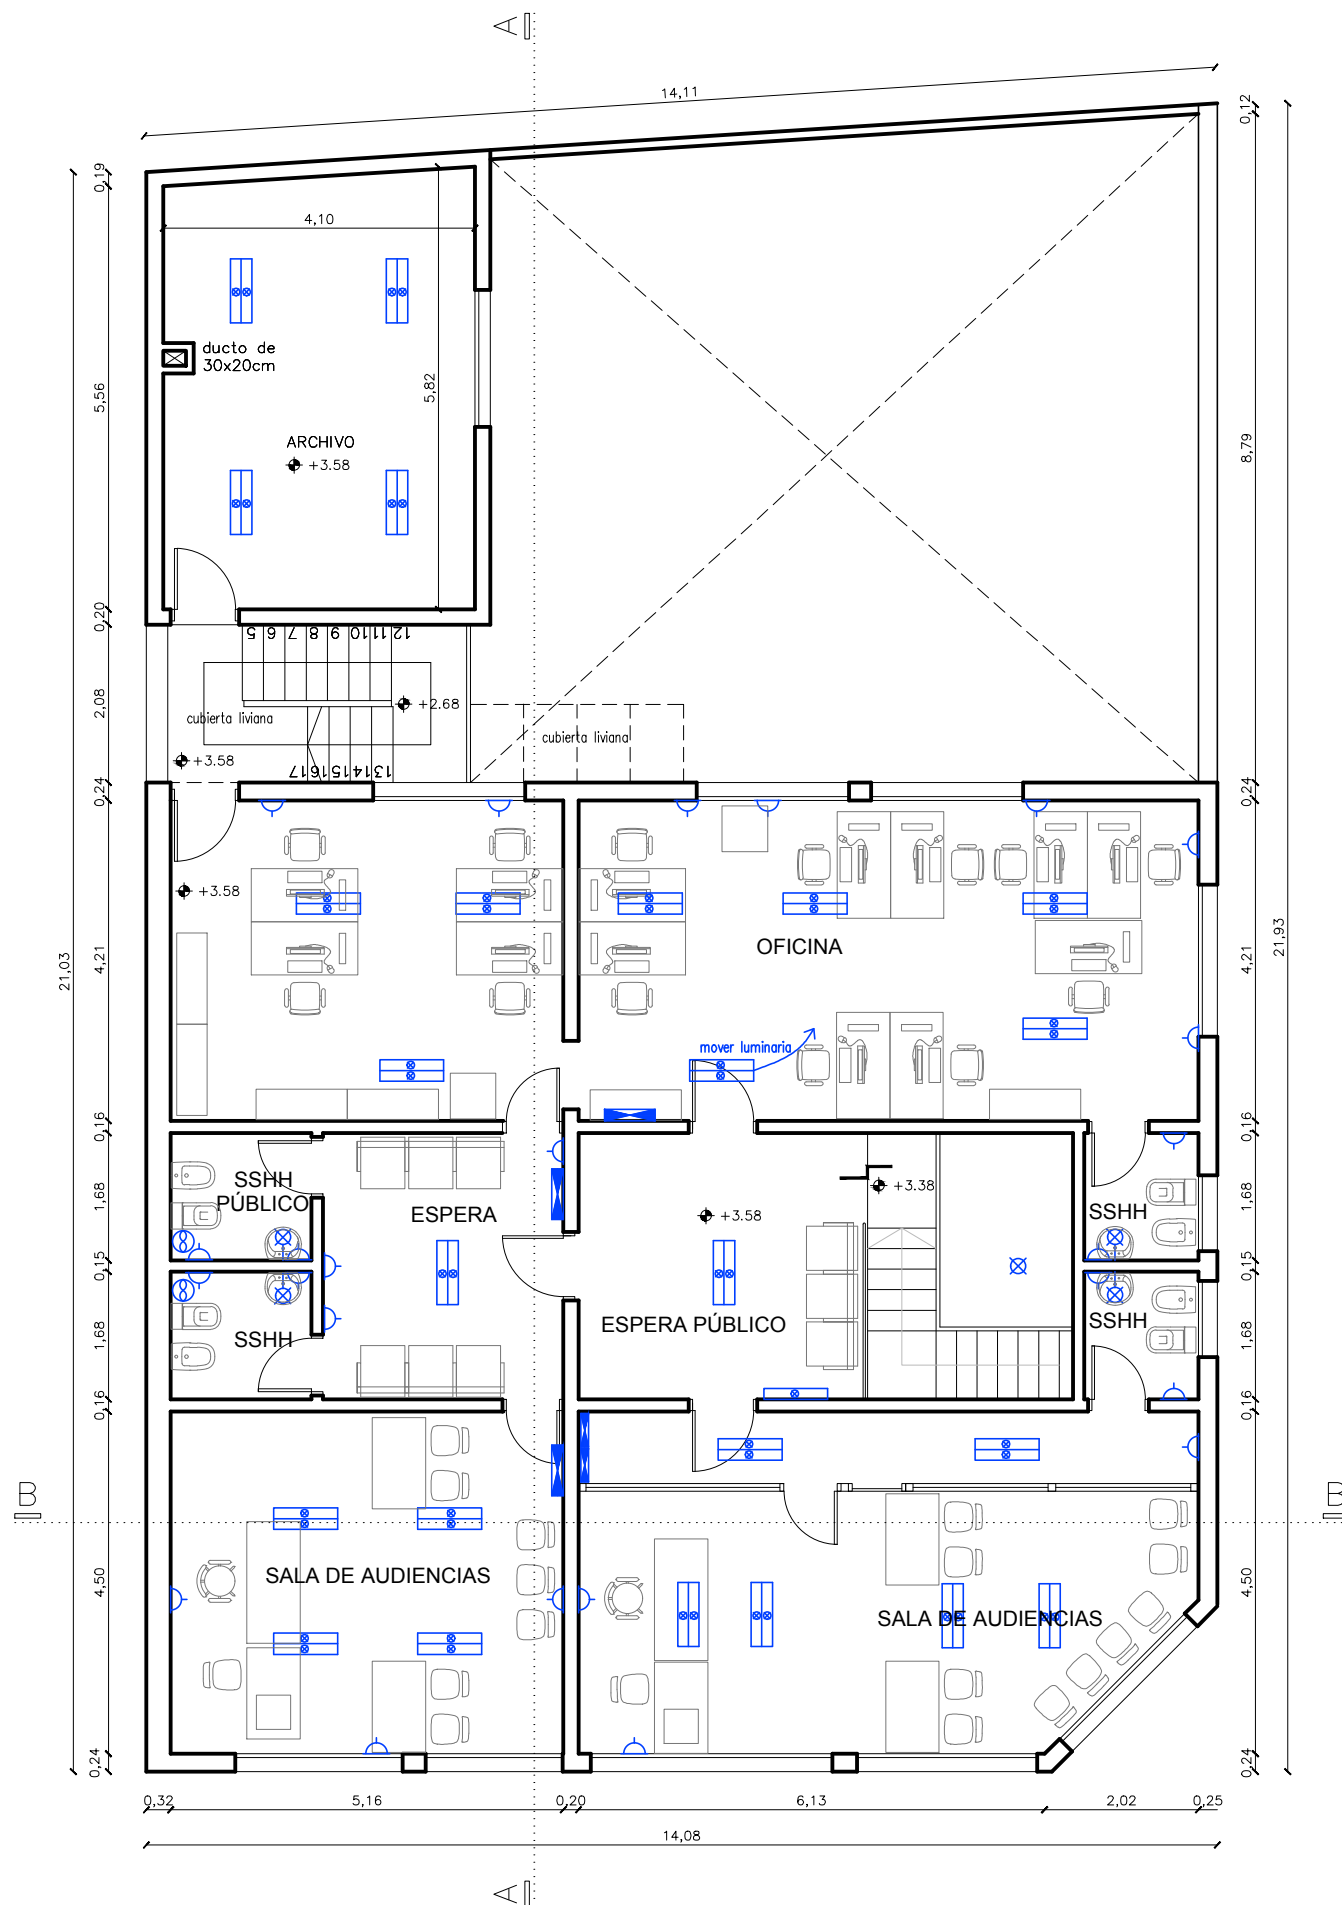 A
14,11
0,12
0,19
4,10
ducto de
30x20cm
5,56
5,82
8,79
ARCHIVO
+3.58
0,20
5 6 7 8 9 10 11 12
2,08
cubierta liviana
+2.68
cubierta liviana
+3.58
17 16 15 14 13
0,24
0,24
+3.58
OFICINA
21,03
4,21
4,21
21,93
mover luminaria
0,16
0,16
SSHH
PÚBLICO
ESPERA
1,68
+3.38
+3.58
SSHH
1,68
0,15
0,15
SSHH
ESPERA PÚBLICO
SSHH
1,68
1,68
0,16
0,16
B
B
SALA DE AUDIENCIAS
4,50
SALA DE AUDIENCIAS
4,50
0,24
0,24
0,32
5,16
0,20
6,13
2,02
0,25
14,08
A